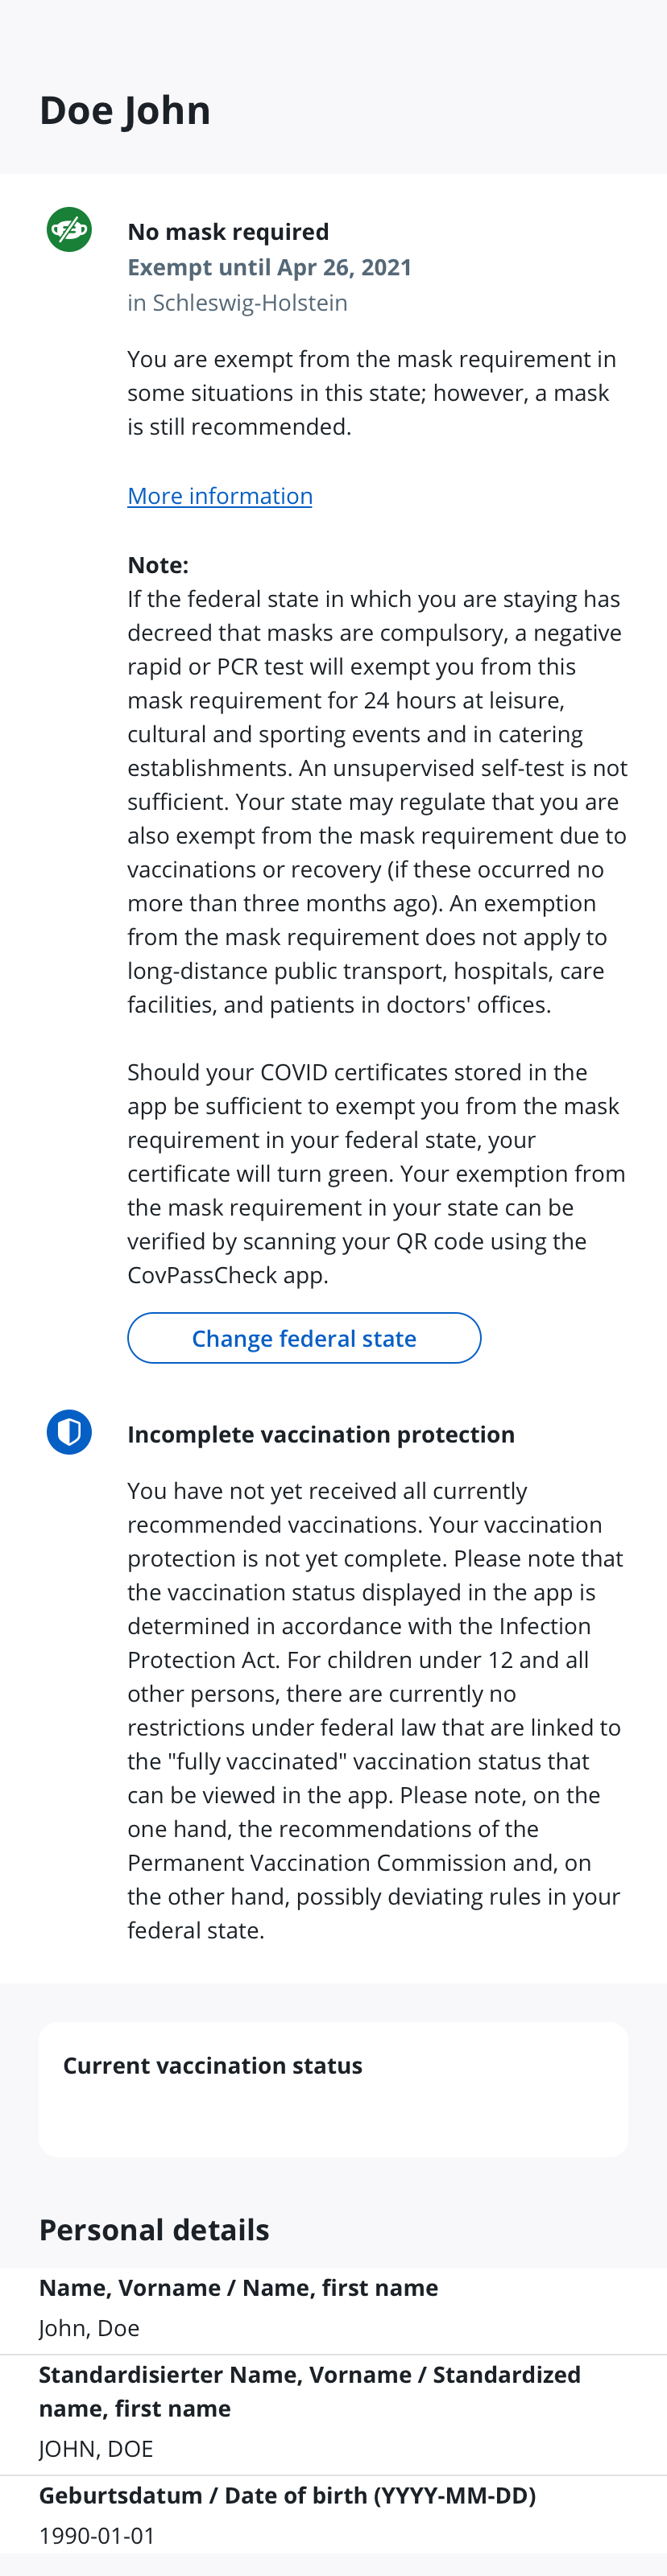 Doe John
No mask required
Exempt until Apr 26, 2021
in Schleswig-Holstein
You are exempt from the mask requirement in
some situations in this state; however, a mask
is still recommended.
More information
Note:
If the federal state in which you are staying has
decreed that masks are compulsory, a negative
rapid or PCR test will exempt you from this
mask requirement for 24 hours at leisure,
cultural and sporting events and in catering
establishments. An unsupervised self-test is not
sufficient. Your state may regulate that you are
also exempt from the mask requirement due to
vaccinations or recovery (if these occurred no
more than three months ago). An exemption
from the mask requirement does not apply to
long-distance public transport, hospitals, care
facilities, and patients in doctors' offices.
Should your COVID certificates stored in the
app be sufficient to exempt you from the mask
requirement in your federal state, your
certificate will turn green. Your exemption from
the mask requirement in your state can be
verified by scanning your QR code using the
CovPassCheck app.
Change federal state
Incomplete vaccination protection
You have not yet received all currently
recommended vaccinations. Your vaccination
protection is not yet complete. Please note that
the vaccination status displayed in the app is
determined in accordance with the Infection
Protection Act. For children under 12 and all
other persons, there are currently no
restrictions under federal law that are linked to
the "fully vaccinated" vaccination status that
can be viewed in the app. Please note, on the
one hand, the recommendations of the
Permanent Vaccination Commission and, on
the other hand, possibly deviating rules in your
federal state.
Current vaccination status
Personal details
Name, Vorname / Name, first name
John, Doe
Standardisierter Name, Vorname / Standardized
name, first name
JOHN, DOE
Geburtsdatum / Date of birth (YYYY-MM-DD)
1990-01-01